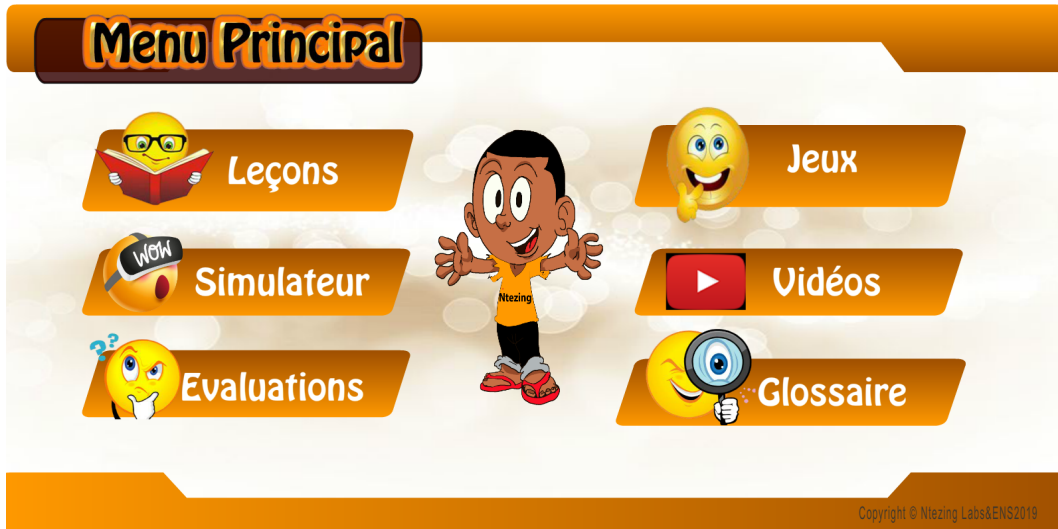 Menu Principal
Leçons
Jeux
WOW
Simulateur
Ntezing
Vidéos
??
Evaluations
Glossaire
Copyright © Ntezing Labs&ENS2019